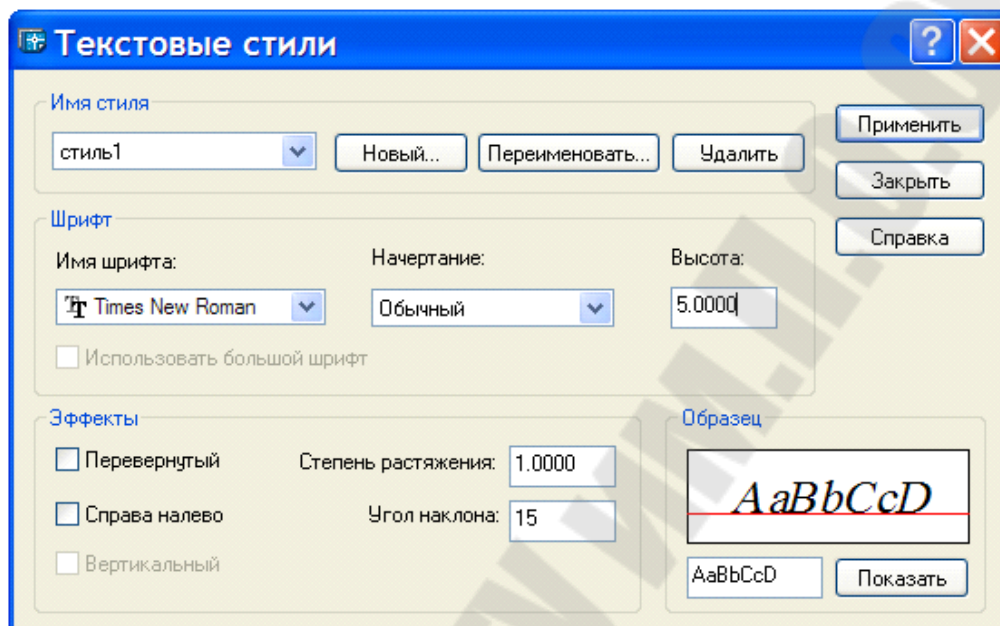 Текстовые стили
Имя стиля
стиль1
Новый...
Переименовать...
Удалить
Применить
Закрыть
Справка
Шрифт
Имя шрифта:
Начертание:
Высота:
Times New Roman
Обычный
5.0000
Использовать большой шрифт
Эффекты
Перевернутый
Степень растяжения:
1.0000
Справа налево
Угол наклона:
15
Вертикальный
Образец
AaBbCcD
AaBbCcD
Показать